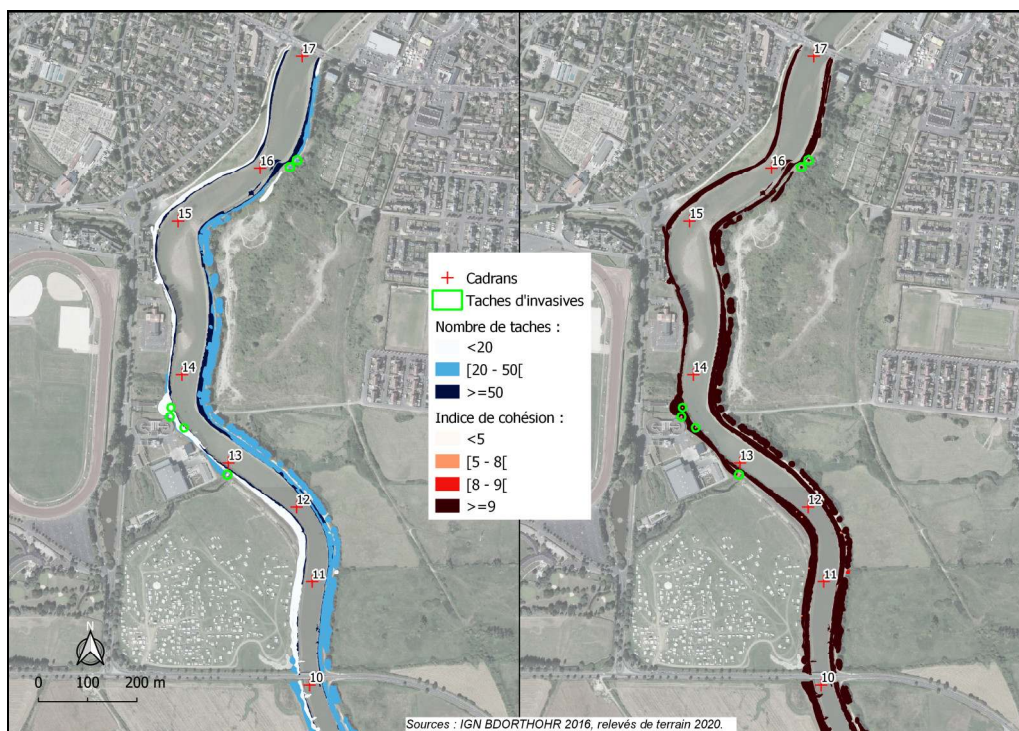 17
16
15
14
13
12
11
10
N
0 100 200 m
17
16
15
14
13
12
11
10
Cadrans
Taches d'invasives
Nombre de taches :
<20
[20 - 50[
>=50
Indice de cohésion :
<5
[5 - 8[
[8 - 9[
>=9
Sources : IGN BDORTHOHR 2016, relevés de terrain 2020.